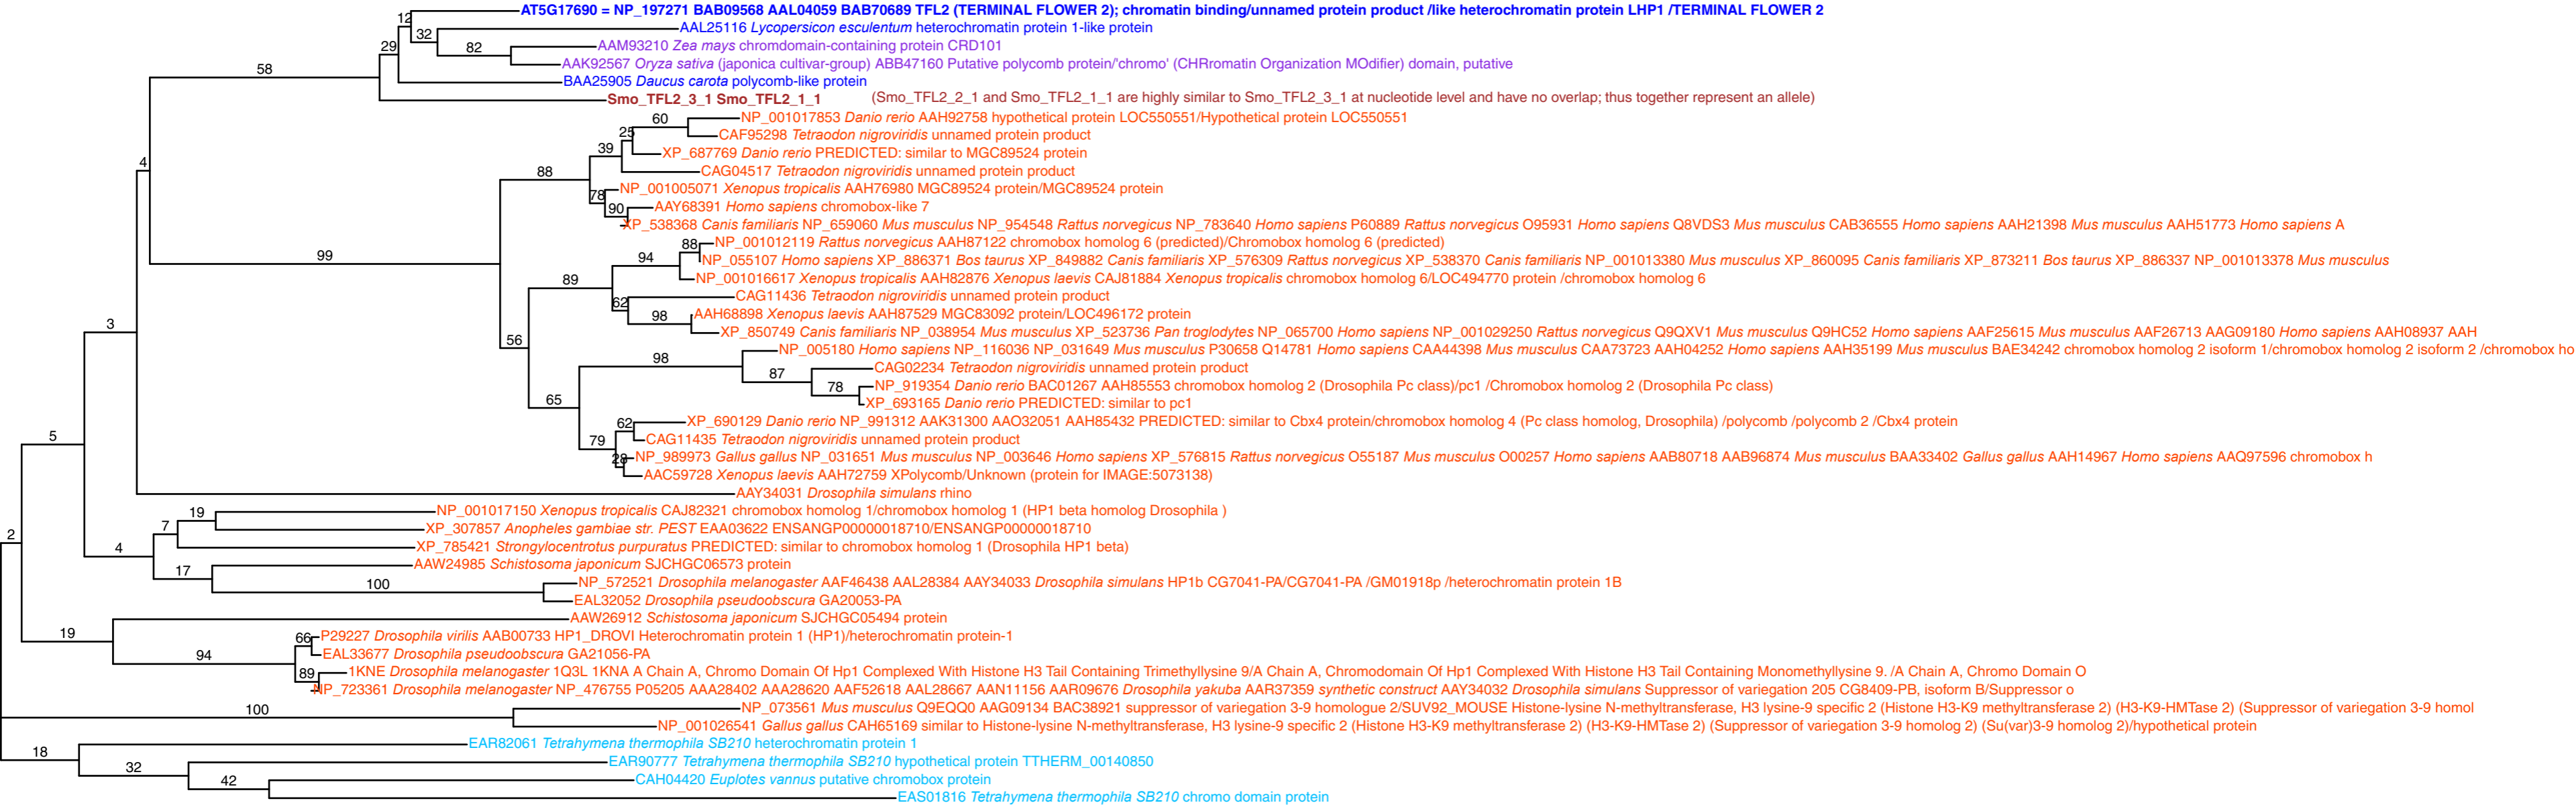 12
AT5G17690 = NP_197271 BAB09568 AAL04059 BAB70689 TFL2 (TERMINAL FLOWER 2); chromatin binding/unnamed protein product /like heterochromatin protein LHP1 /TERMINAL FLOWER 2
32 AAL25116 Lycopersicon esculentum heterochromatin protein 1-like protein
29 82 AAM93210 Zea mays chromdomain-containing protein CRD101
58 AAK92567 Oryza sativa (japonica cultivar-group) ABB47160 Putative polycomb protein/'chromo' (CHRromatin Organization MOdifier) domain, putative
BAA25905 Daucus carota polycomb-like protein
Smo_TFL2_3_1 Smo_TFL2_1_1 (Smo_TFL2_2_1 and Smo_TFL2_1_1 are highly similar to Smo_TFL2_3_1 at nucleotide level and have no overlap; thus together represent an allele)
60 NP_001017853 Danio rerio AAH92758 hypothetical protein LOC550551/Hypothetical protein LOC550551
25 CAF95298 Tetraodon nigroviridis unnamed protein product
39 XP_687769 Danio rerio PREDICTED: similar to MGC89524 protein
4 88 CAG04517 Tetraodon nigroviridis unnamed protein product
78 NP_001005071 Xenopus tropicalis AAH76980 MGC89524 protein/MGC89524 protein
90 AAY68391 Homo sapiens chromobox-like 7
XP_538368 Canis familiaris NP_659060 Mus musculus NP_954548 Rattus norvegicus NP_783640 Homo sapiens P60889 Rattus norvegicus O95931 Homo sapiens Q8VDS3 Mus musculus CAB36555 Homo sapiens AAH21398 Mus musculus AAH51773 Homo sapiens A
88 NP_001012119 Rattus norvegicus AAH87122 chromobox homolog 6 (predicted)/Chromobox homolog 6 (predicted)
99 94 NP_055107 Homo sapiens XP_886371 Bos taurus XP_849882 Canis familiaris XP_576309 Rattus norvegicus XP_538370 Canis familiaris NP_001013380 Mus musculus XP_860095 Canis familiaris XP_873211 Bos taurus XP_886337 NP_001013378 Mus musculus
89 NP_001016617 Xenopus tropicalis AAH82876 Xenopus laevis CAJ81884 Xenopus tropicalis chromobox homolog 6/LOC494770 protein /chromobox homolog 6
62 CAG11436 Tetraodon nigroviridis unnamed protein product
98 AAH68898 Xenopus laevis AAH87529 MGC83092 protein/LOC496172 protein
3 XP_850749 Canis familiaris NP_038954 Mus musculus XP_523736 Pan troglodytes NP_065700 Homo sapiens NP_001029250 Rattus norvegicus Q9QXV1 Mus musculus Q9HC52 Homo sapiens AAF25615 Mus musculus AAF26713 AAG09180 Homo sapiens AAH08937 AAH
56 98 NP_005180 Homo sapiens NP_116036 NP_031649 Mus musculus P30658 Q14781 Homo sapiens CAA44398 Mus musculus CAA73723 AAH04252 Homo sapiens AAH35199 Mus musculus BAE34242 chromobox homolog 2 isoform 1/chromobox homolog 2 isoform 2 /chromobox ho
87 CAG02234 Tetraodon nigroviridis unnamed protein product
78 NP_919354 Danio rerio BAC01267 AAH85553 chromobox homolog 2 (Drosophila Pc class)/pc1 /Chromobox homolog 2 (Drosophila Pc class)
65 XP_693165 Danio rerio PREDICTED: similar to pc1
62 XP_690129 Danio rerio NP_991312 AAK31300 AAO32051 AAH85432 PREDICTED: similar to Cbx4 protein/chromobox homolog 4 (Pc class homolog, Drosophila) /polycomb /polycomb 2 /Cbx4 protein
5 79 CAG11435 Tetraodon nigroviridis unnamed protein product
28 NP_989973 Gallus gallus NP_031651 Mus musculus NP_003646 Homo sapiens XP_576815 Rattus norvegicus O55187 Mus musculus O00257 Homo sapiens AAB80718 AAB96874 Mus musculus BAA33402 Gallus gallus AAH14967 Homo sapiens AAQ97596 chromobox h
AAC59728 Xenopus laevis AAH72759 XPolycomb/Unknown (protein for IMAGE:5073138)
AAY34031 Drosophila simulans rhino
19 NP_001017150 Xenopus tropicalis CAJ82321 chromobox homolog 1/chromobox homolog 1 (HP1 beta homolog Drosophila )
7 XP_307857 Anopheles gambiae str. PEST EAA03622 ENSANGP00000018710/ENSANGP00000018710
2 4 XP_785421 Strongylocentrotus purpuratus PREDICTED: similar to chromobox homolog 1 (Drosophila HP1 beta)
17 AAW24985 Schistosoma japonicum SJCHGC06573 protein
100 NP_572521 Drosophila melanogaster AAF46438 AAL28384 AAY34033 Drosophila simulans HP1b CG7041-PA/CG7041-PA /GM01918p /heterochromatin protein 1B
EAL32052 Drosophila pseudoobscura GA20053-PA
19 AAW26912 Schistosoma japonicum SJCHGC05494 protein
66 P29227 Drosophila virilis AAB00733 HP1_DROVI Heterochromatin protein 1 (HP1)/heterochromatin protein-1
94 EAL33677 Drosophila pseudoobscura GA21056-PA
89 1KNE Drosophila melanogaster 1Q3L 1KNA A Chain A, Chromo Domain Of Hp1 Complexed With Histone H3 Tail Containing Trimethyllysine 9/A Chain A, Chromodomain Of Hp1 Complexed With Histone H3 Tail Containing Monomethyllysine 9. /A Chain A, Chromo Domain O
NP_723361 Drosophila melanogaster NP_476755 P05205 AAA28402 AAA28620 AAF52618 AAL28667 AAN11156 AAR09676 Drosophila yakuba AAR37359 synthetic construct AAY34032 Drosophila simulans Suppressor of variegation 205 CG8409-PB, isoform B/Suppressor o
100 NP_073561 Mus musculus Q9EQQ0 AAG09134 BAC38921 suppressor of variegation 3-9 homologue 2/SUV92_MOUSE Histone-lysine N-methyltransferase, H3 lysine-9 specific 2 (Histone H3-K9 methyltransferase 2) (H3-K9-HMTase 2) (Suppressor of variegation 3-9 homol
NP_001026541 Gallus gallus CAH65169 similar to Histone-lysine N-methyltransferase, H3 lysine-9 specific 2 (Histone H3-K9 methyltransferase 2) (H3-K9-HMTase 2) (Suppressor of variegation 3-9 homolog 2) (Su(var)3-9 homolog 2)/hypothetical protein
18 EAR82061 Tetrahymena thermophila SB210 heterochromatin protein 1
32 EAR90777 Tetrahymena thermophila SB210 hypothetical protein TTHERM_00140850
42 CAH04420 Euplotes vannus putative chromobox protein
EAS01816 Tetrahymena thermophila SB210 chromo domain protein